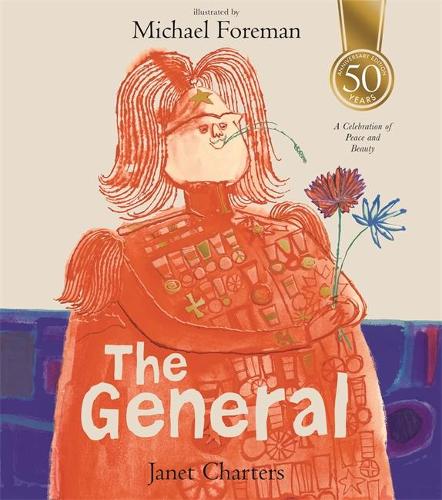 illustrated by
Michael Foreman
ANNIVERSARY EDITION
50
YEARS
A Celebration of
Peace and
Beauty
The
General
Janet Charters